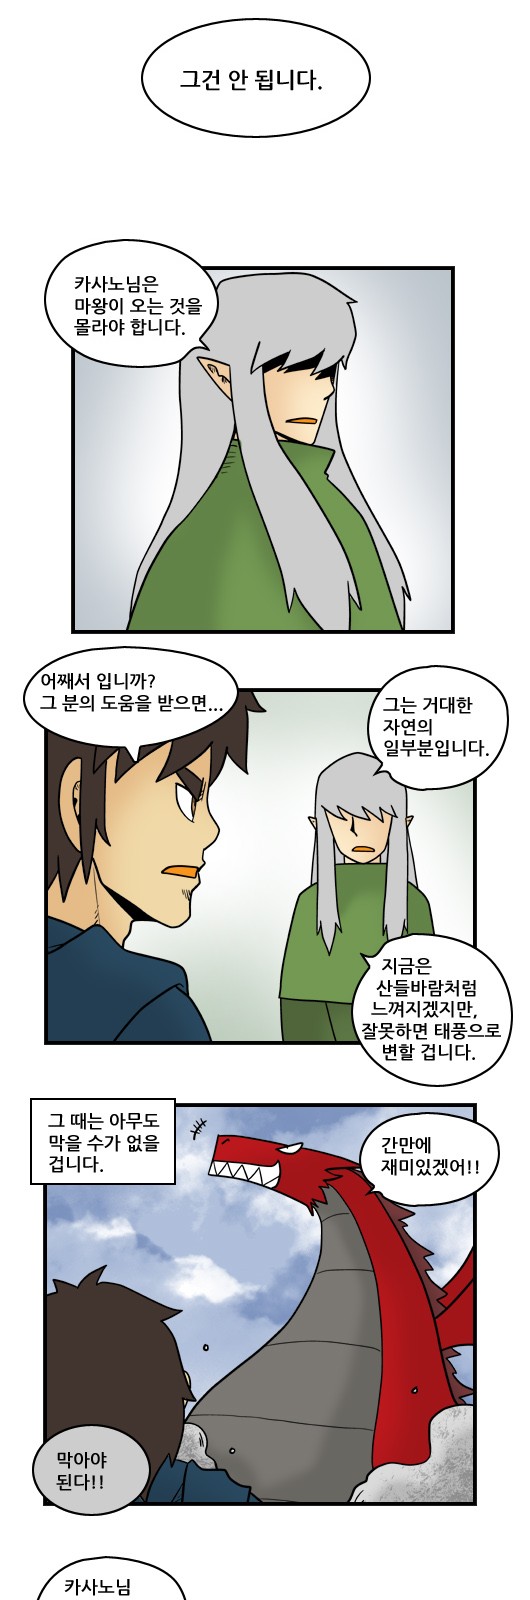 그건 안 됩니다.
카사노님은
마왕이 오는 것을
몰라야 합니다.
어째서 입니까?
그 분의 도움을 받으면...
그는 거대한
자연의
일부분입니다.
지금은
산들바람처럼
느껴지겠지만,
잘못하면 태풍으로
변할 겁니다.
그 때는 아무도
막을 수가 없을
겁니다.
간만에
재미있겠어!!
막아야
된다!!
카사노님